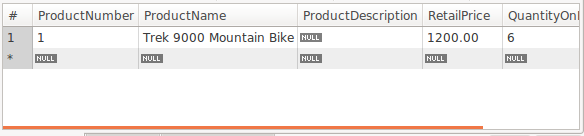 # ProductNumber ProductName ProductDescription RetailPrice
1 1 Trek 9000 Mountain Bike NULL 1200.00 6
* NULL NULL NULL NULL NULL